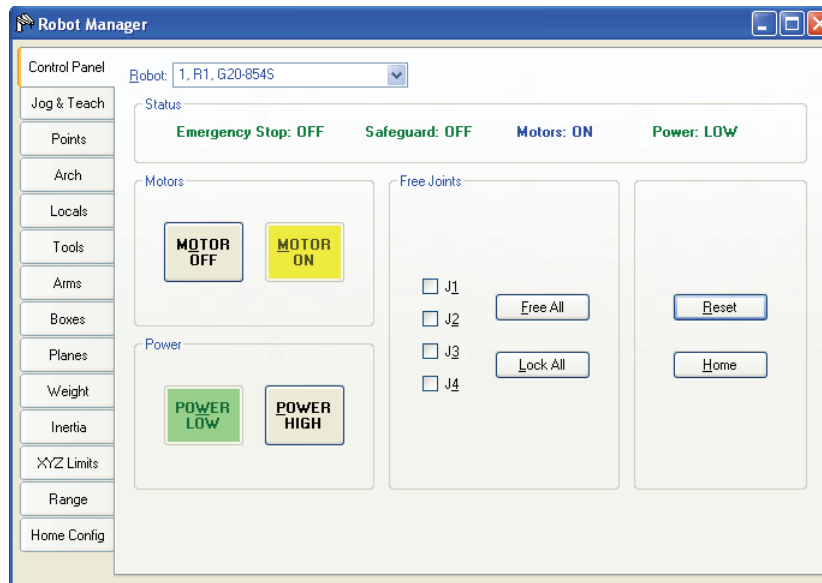 Robot Manager
Control Panel
Jog & Teach
Points
Arch
Locals
Tools
Arms
Boxes
Planes
Weight
Inertia
XYZ Limits
Range
Home Config
Robot: 1, R1, G20-854S
Status
Emergency Stop: OFF Safeguard: OFF Motors: ON Power: LOW
Motors
MOTOR OFF
MOTOR ON
Power
POWER LOW
POWER HIGH
Free Joints
J1
J2
J3
J4
Free All
Lock All
Reset
Home